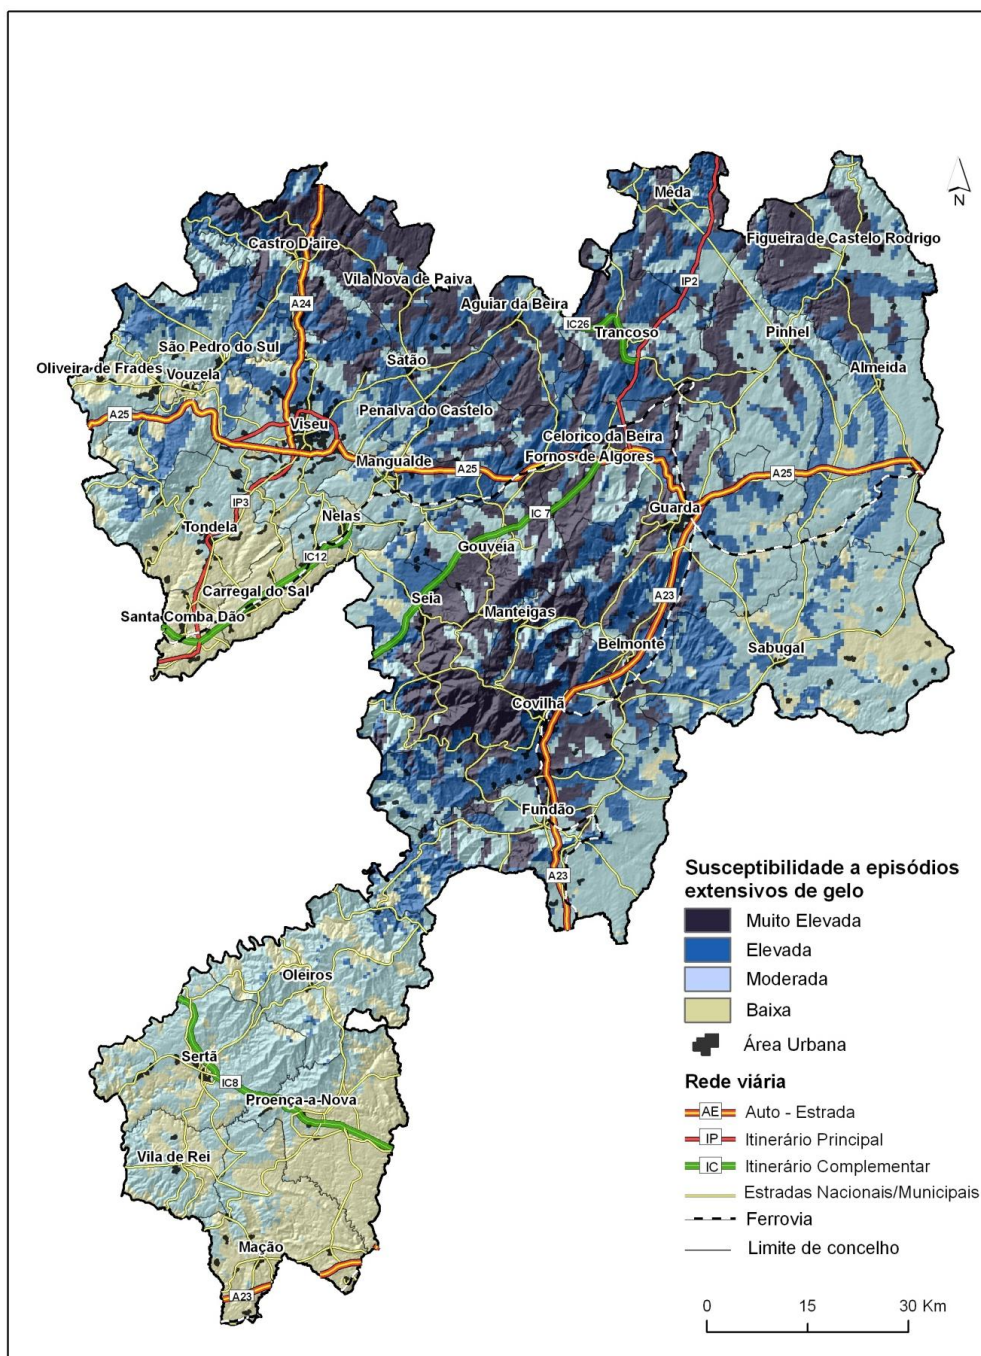 N
Mêda
Figueira de Castelo Rodrigo
Castro D'aire
Vila Nova de Paiva
IP2
Aguiar da Beira
A24
IC26
Trancoso
Pinhel
São Pedro do Sul
Satão
Oliveira de Frades
Vouzela
Almeida
A25
Penalva do Castelo
Viseu
Celorico da Beira
Mangualde
Fornos de Algores
A25
A25
IP3
Guarda
Nelas
IC 7
Tondela
Gouveia
IC12
Carregal do Sal
Seia
A23
Manteigas
Santa Comba Dão
Belmonte
Sabugal
Covilhã
Fundão
A23
Oleiros
Sertã
IC8
Proença-a-Nova
Vila de Rei
Mação
A23
Susceptibilidade a episódios
extensivos de gelo
Muito Elevada
Elevada
Moderada
Baixa
Área Urbana
Rede viária
AE Auto - Estrada
IP Itinerário Principal
IC Itinerário Complementar
Estradas Nacionais/Municipais
Ferrovia
Limite de concelho
0 15 30 Km